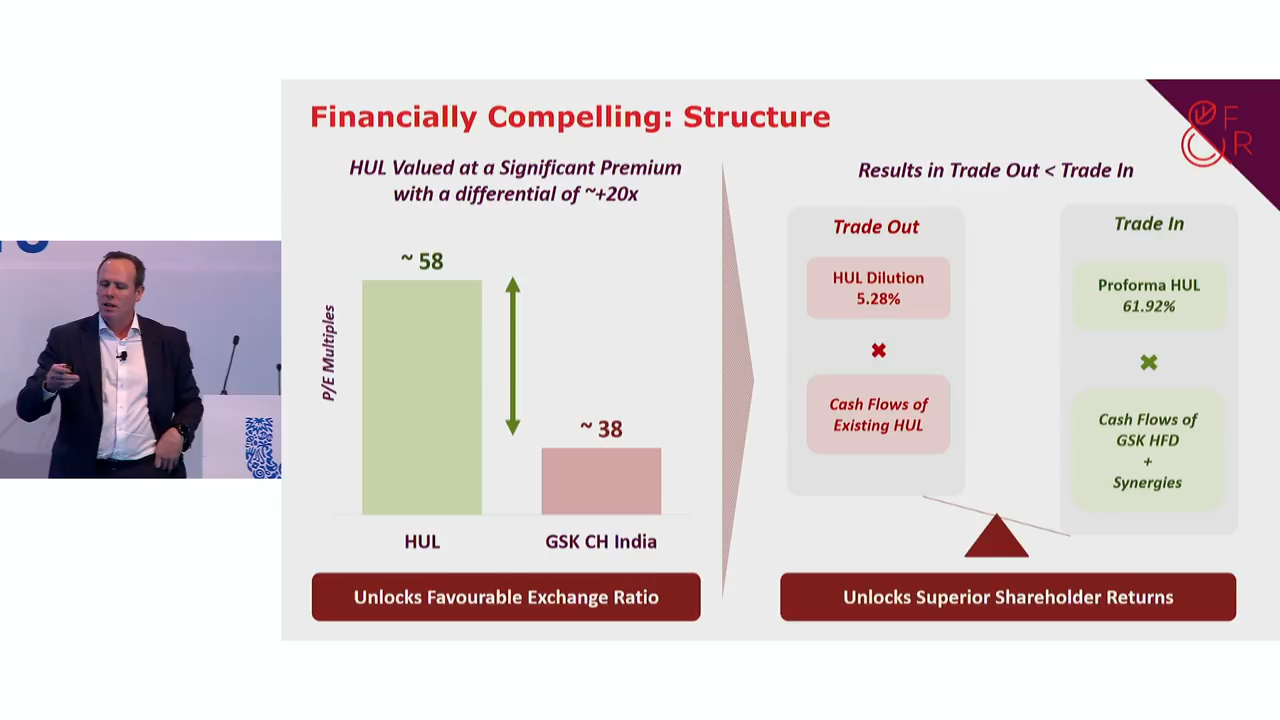 Financially Compelling: Structure
HUL Valued at a Significant Premium
with a differential of ~+20x
P/E Multiples
~ 58
~ 38
HUL
GSK CH India
Unlocks Favourable Exchange Ratio
Results in Trade Out < Trade In
Trade Out
HUL Dilution
5.28%
✖
Cash Flows of
Existing HUL
Trade In
Proforma HUL
61.92%
✖
Cash Flows of
GSK HFD
+
Synergies
Unlocks Superior Shareholder Returns
F
R